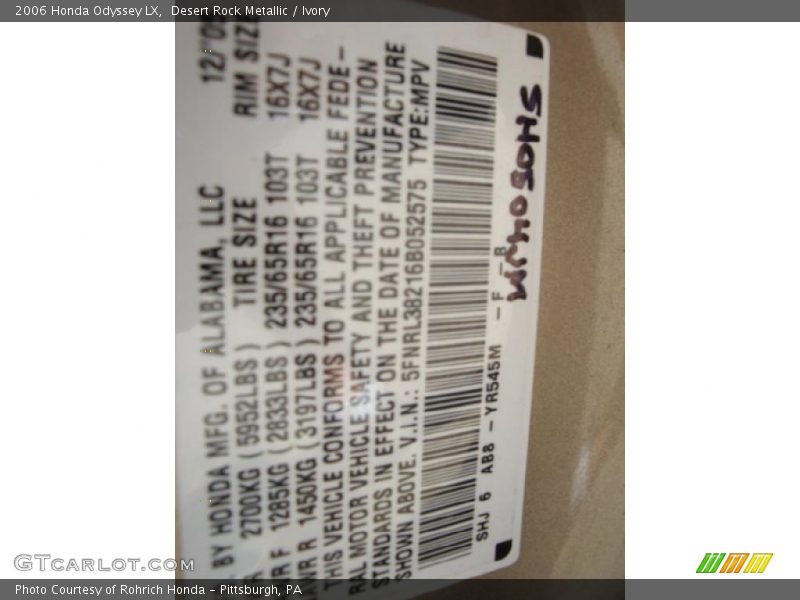 2006 Honda Odyssey LX, Desert Rock Metallic / Ivory
BY HONDA MFG. OF ALABAMA, LLC 12/05
2700KG (5952LBS) TIRE SIZE RIM SIZE
F 1285KG (2833LBS) 235/65R16 103T 16X7J
R 1450KG (3197LBS) 235/65R16 103T 16X7J
THIS VEHICLE CONFORMS TO ALL APPLICABLE FEDE-
RAL MOTOR VEHICLE SAFETY AND THEFT PREVENTION
STANDARDS IN EFFECT ON THE DATE OF MANUFACTURE
SHOWN ABOVE. V.I.N.: 5FNRL38216B052575 TYPE:MPV
SHJ 6 AB8 - YR545M - F - B
GTCARLOT.COM
Photo Courtesy of Rohrich Honda - Pittsburgh, PA